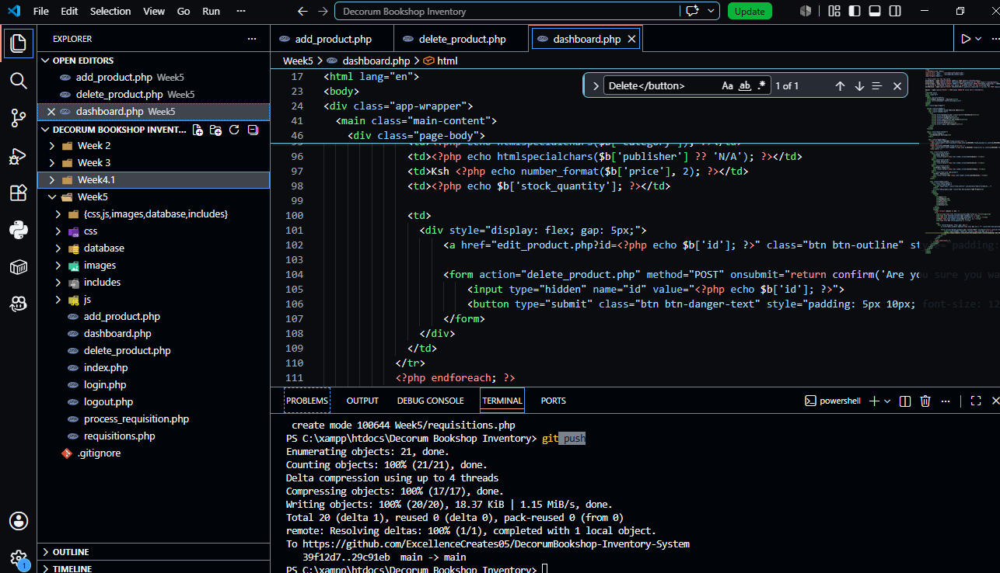 File Edit Selection View Go Run ···
Decorum Bookshop Inventory
Update
EXPLORER ···
OPEN EDITORS
add_product.php Week5
delete_product.php Week5
dashboard.php Week5
DECORUM BOOKSHOP INVENT...
Week 2
Week 3
Week4.1
Week5
{css,js,images,database,includes}
css
database
images
includes
js
add_product.php
dashboard.php
delete_product.php
index.php
login.php
logout.php
process_requisition.php
requisitions.php
.gitignore
OUTLINE
TIMELINE
1
add_product.php delete_product.php dashboard.php
Week5 > dashboard.php > html
Delete</button> Aa ab .* 1 of 1
17 <html lang="en">
23 <body>
24 <div class="app-wrapper">
41 <main class="main-content">
46 <div class="page-body">
95 <td><?php echo htmlspecialchars($b['category']); ?></td>
96 <td><?php echo htmlspecialchars($b['publisher'] ?? 'N/A'); ?></td>
97 <td>Ksh <?php echo number_format($b['price'], 2); ?></td>
98 <td><?php echo $b['stock_quantity']; ?></td>
99
100 <td>
101 <div style="display: flex; gap: 5px;">
102 <a href="edit_product.php?id=<?php echo $b['id']; ?>" class="btn btn-outline" style="padding:
103
104 <form action="delete_product.php" method="POST" onsubmit="return confirm('Are you sure you wa
105 <input type="hidden" name="id" value="<?php echo $b['id']; ?>">
106 <button type="submit" class="btn btn-danger-text" style="padding: 5px 10px; font-size: 12
107 </form>
108 </div>
109 </td>
110 </tr>
111 <?php endforeach; ?>
PROBLEMS OUTPUT DEBUG CONSOLE TERMINAL PORTS
powershell
create mode 100644 Week5/requisitions.php
PS C:\xampp\htdocs\Decorum Bookshop Inventory> git push
Enumerating objects: 21, done.
Counting objects: 100% (21/21), done.
Delta compression using up to 4 threads
Compressing objects: 100% (17/17), done.
Writing objects: 100% (20/20), 18.37 KiB | 1.15 MiB/s, done.
Total 20 (delta 1), reused 0 (delta 0), pack-reused 0 (from 0)
remote: Resolving deltas: 100% (1/1), completed with 1 local object.
To https://github.com/ExcellenceCreates05/DecorumBookshop-Inventory-System
39f12d7..29c91eb main -> main
PS C:\xampp\htdocs\Decorum Bookshop Inventory>